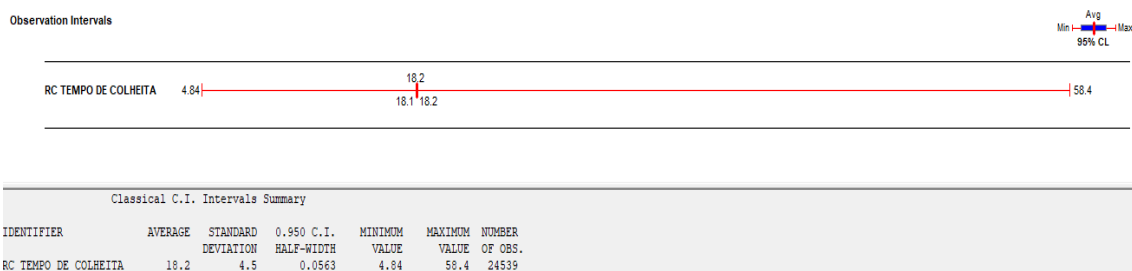 Observation Intervals
Avg
Min Max
95% CL
18.2
RC TEMPO DE COLHEITA 4.84 58.4
18.1 18.2
Classical C.I. Intervals Summary
IDENTIFIER AVERAGE STANDARD 0.950 C.I. MINIMUM MAXIMUM NUMBER
DEVIATION HALF-WIDTH VALUE VALUE OF OBS.
RC TEMPO DE COLHEITA 18.2 4.5 0.0563 4.84 58.4 24539